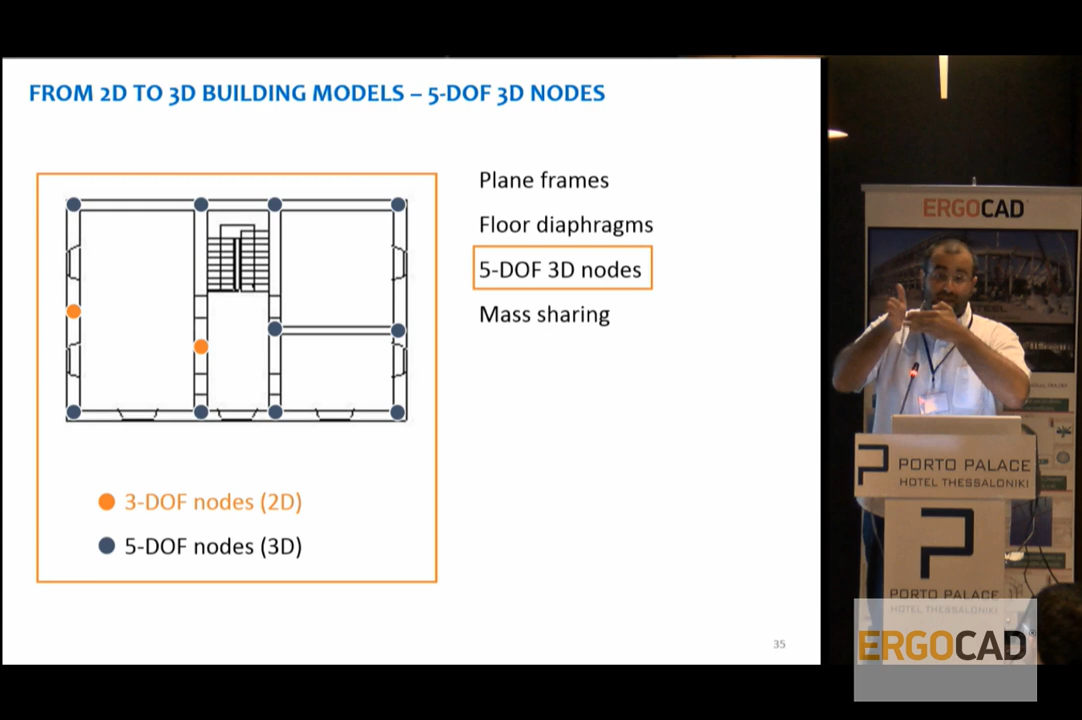 FROM 2D TO 3D BUILDING MODELS – 5-DOF 3D NODES
Plane frames
Floor diaphragms
5-DOF 3D nodes
Mass sharing
3-DOF nodes (2D)
5-DOF nodes (3D)
35
ERGOCAD
PORTO PALACE
HOTEL THESSALONIKI
PORTO PALACE
HOTEL THESSALONIKI
ERGOCAD®